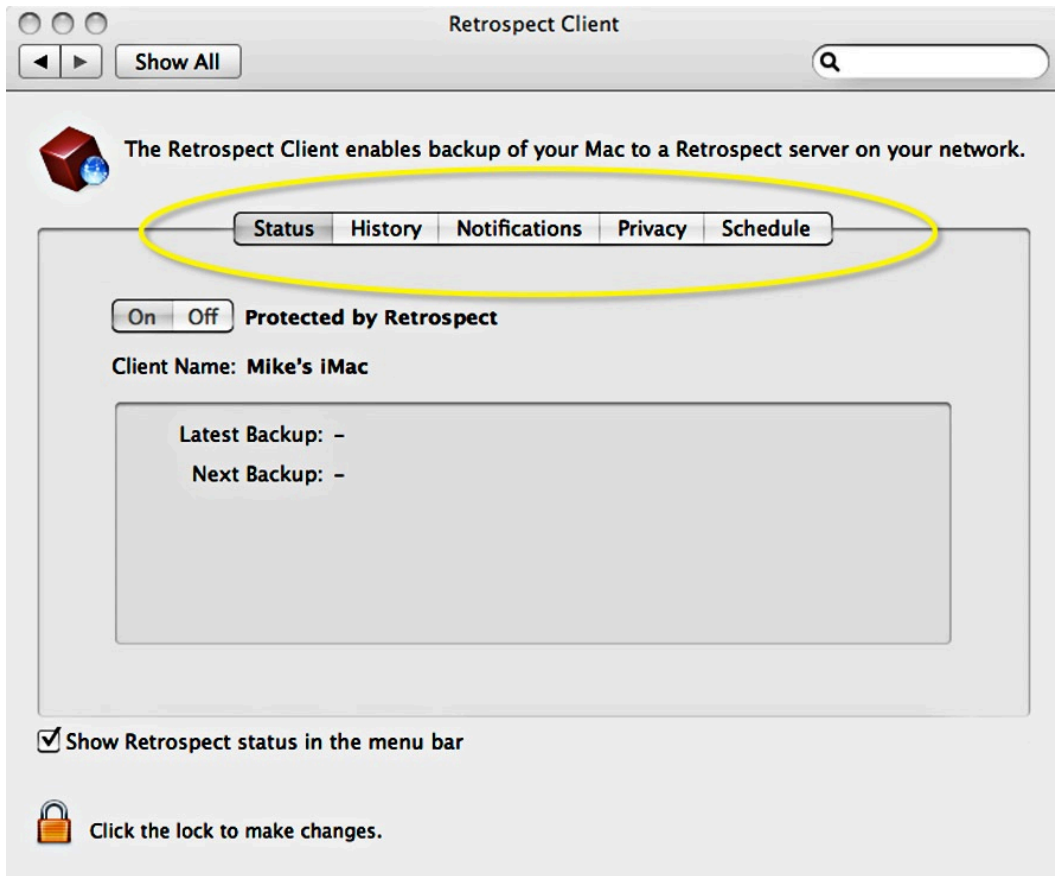 Retrospect Client
Show All
The Retrospect Client enables backup of your Mac to a Retrospect server on your network.
Status History Notifications Privacy Schedule
On Off Protected by Retrospect
Client Name: Mike's iMac
Latest Backup: –
Next Backup: –
Show Retrospect status in the menu bar
Click the lock to make changes.